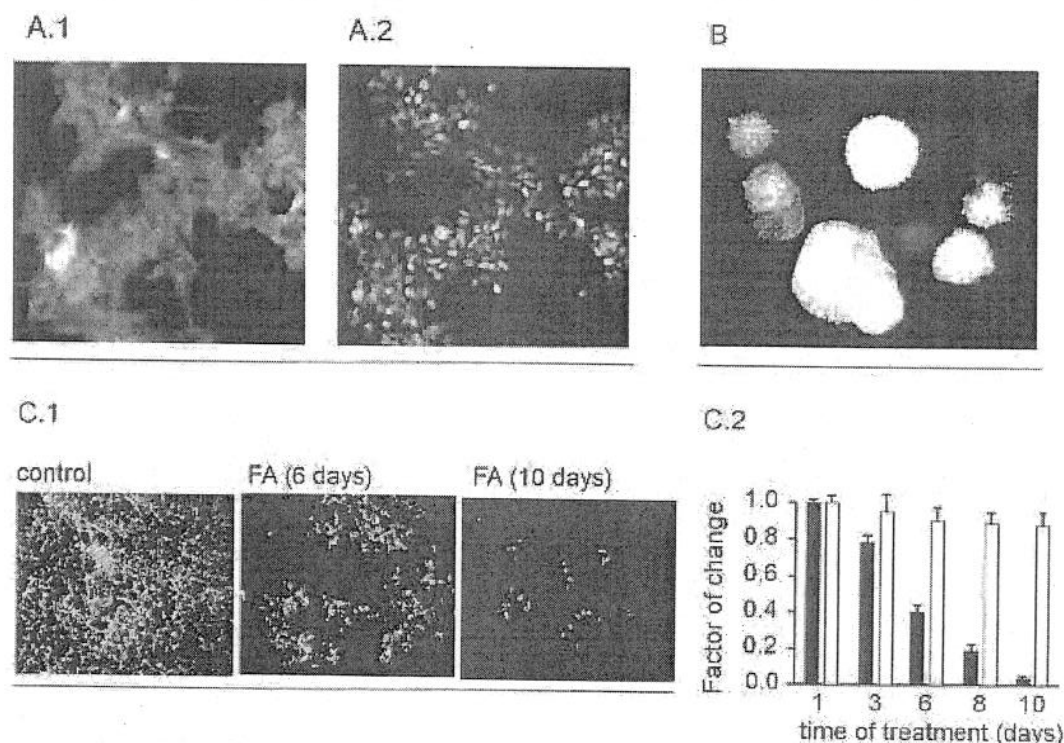 A.1
A.2
B
C.1
control
FA (6 days)
FA (10 days)
C.2
Factor of change
1.0
0.8
0.6
0.4
0.2
0.0
1 3 6 8 10
time of treatment (days)